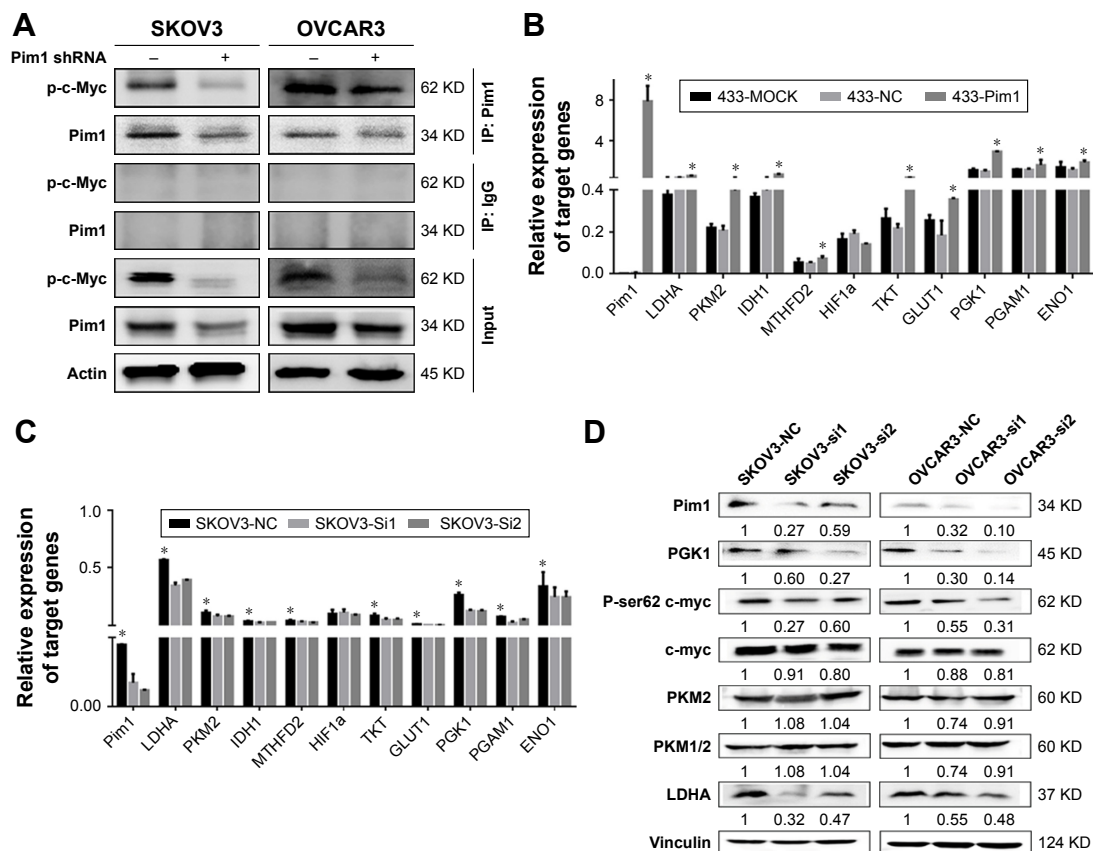 A
SKOV3 OVCAR3
Pim1 shRNA – + – +
p-c-Myc 62 KD
Pim1 34 KD
IP: Pim1
p-c-Myc 62 KD
Pim1 34 KD
IP: IgG
p-c-Myc 62 KD
Pim1 34 KD
Actin 45 KD
Input
B
Relative expression
of target genes
433-MOCK 433-NC 433-Pim1
8
4
0.4
0.2
0.0
* * * * * * * * * *
Pim1 LDHA PKM2 IDH1 MTHFD2 HIF1a TKT GLUT1 PGK1 PGAM1 ENO1
C
Relative expression
of target genes
SKOV3-NC SKOV3-Si1 SKOV3-Si2
1.0
0.5
0.00
* * * * * * * * * *
Pim1 LDHA PKM2 IDH1 MTHFD2 HIF1a TKT GLUT1 PGK1 PGAM1 ENO1
D
SKOV3-NC SKOV3-si1 SKOV3-si2 OVCAR3-NC OVCAR3-si1 OVCAR3-si2
Pim1 34 KD
1 0.27 0.59 1 0.32 0.10
PGK1 45 KD
1 0.60 0.27 1 0.30 0.14
P-ser62 c-myc 62 KD
1 0.27 0.60 1 0.55 0.31
c-myc 62 KD
1 0.91 0.80 1 0.88 0.81
PKM2 60 KD
1 1.08 1.04 1 0.74 0.91
PKM1/2 60 KD
1 1.08 1.04 1 0.74 0.91
LDHA 37 KD
1 0.32 0.47 1 0.55 0.48
Vinculin 124 KD